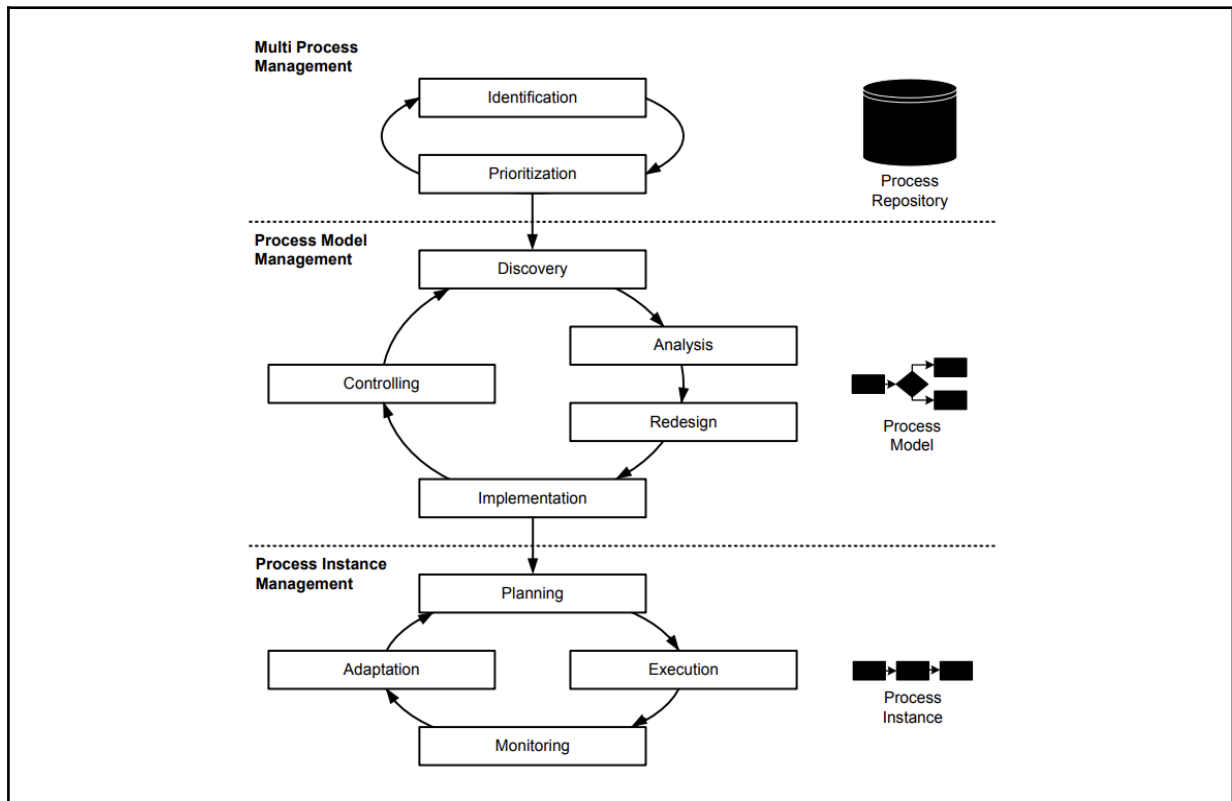 Multi Process
Management
Identification
Prioritization
Process
Repository
Process Model
Management
Discovery
Analysis
Controlling
Redesign
Process
Model
Implementation
Process Instance
Management
Planning
Adaptation
Execution
Process
Instance
Monitoring